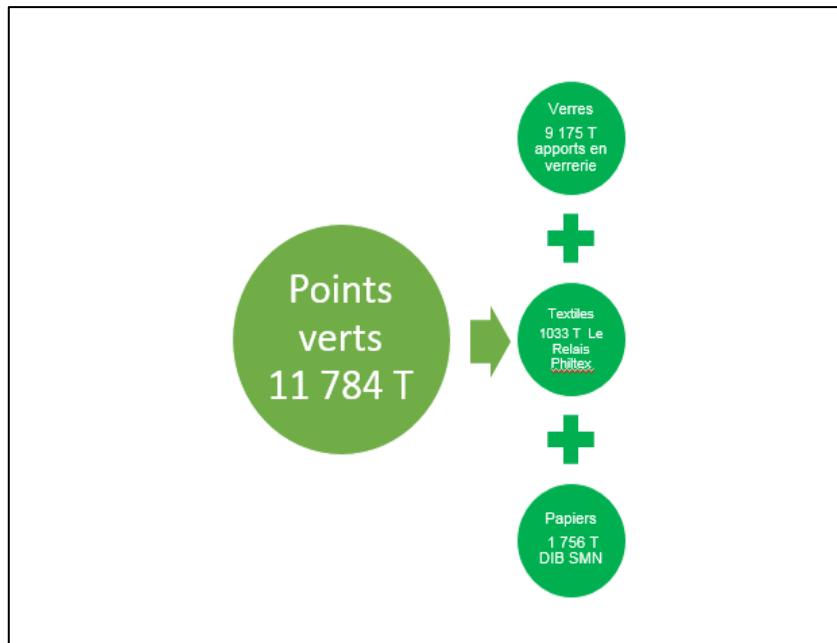 Points
verts
11 784 T
Verres
9 175 T
apports en
verrerie
Textiles
1033 T Le
Relais
Philtex
Papiers
1 756 T
DIB SMN